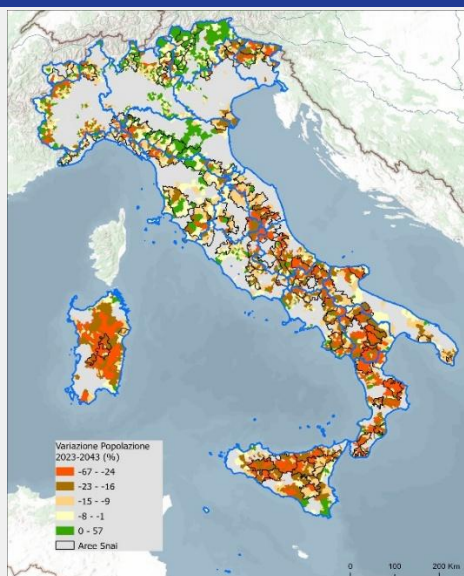 Variazione Popolazione
2023-2043 (%)
-67 - -24
-23 - -16
-15 - -9
-8 - -1
0 - 57
Aree Snai
0 100 200 Km